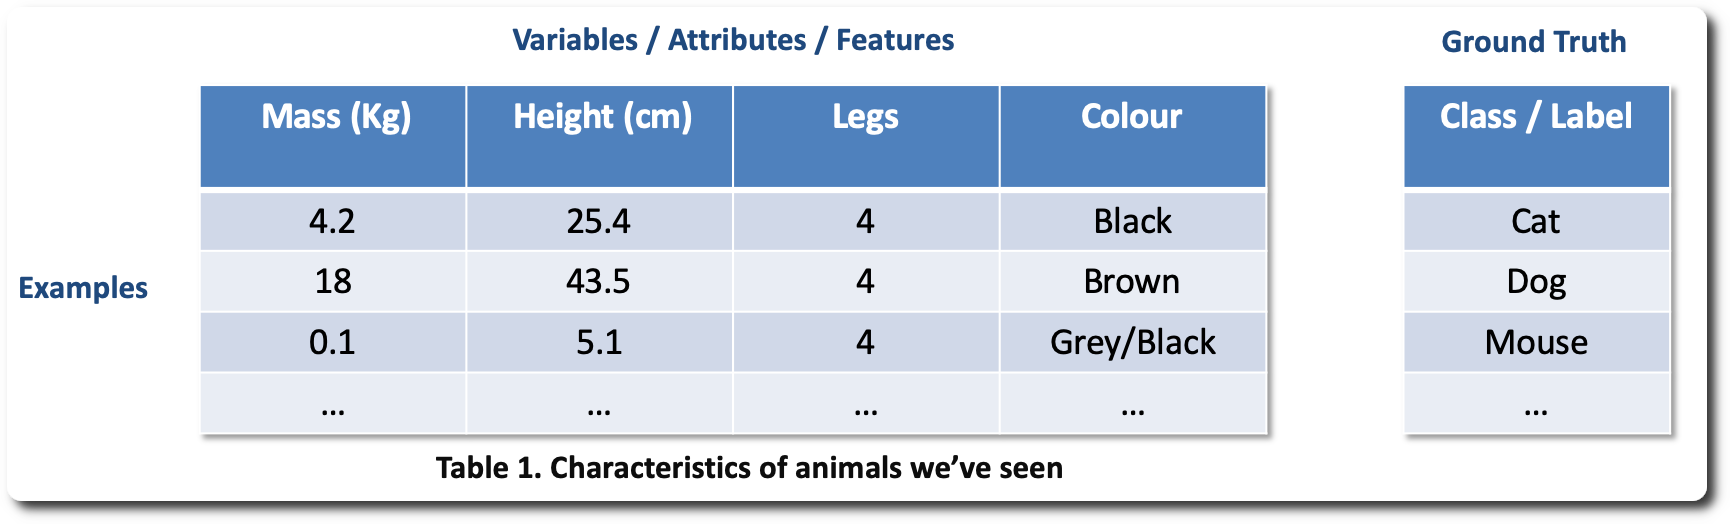 Variables / Attributes / Features Ground Truth
Mass (Kg) Height (cm) Legs Colour Class / Label
4.2 25.4 4 Black Cat
Examples 18 43.5 4 Brown Dog
0.1 5.1 4 Grey/Black Mouse
... ... ... ... ...
Table 1. Characteristics of animals we’ve seen